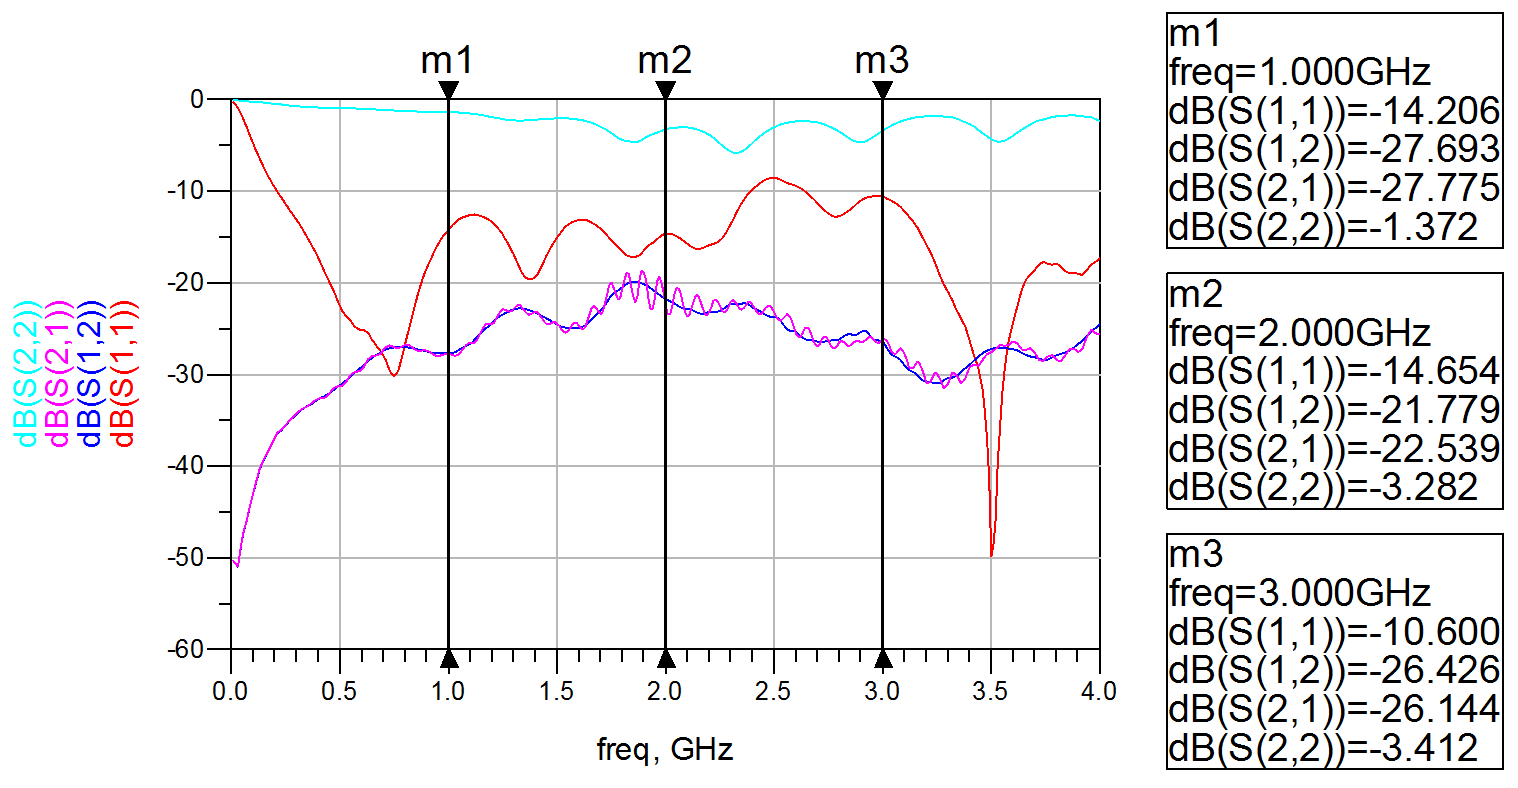 m1
m2
m3
0
-10
-20
-30
-40
-50
-60
0.0
0.5
1.0
1.5
2.0
2.5
3.0
3.5
4.0
freq, GHz
dB(S(2,2))
dB(S(2,1))
dB(S(1,2))
dB(S(1,1))
m1
freq=1.000GHz
dB(S(1,1))=-14.206
dB(S(1,2))=-27.693
dB(S(2,1))=-27.775
dB(S(2,2))=-1.372
m2
freq=2.000GHz
dB(S(1,1))=-14.654
dB(S(1,2))=-21.779
dB(S(2,1))=-22.539
dB(S(2,2))=-3.282
m3
freq=3.000GHz
dB(S(1,1))=-10.600
dB(S(1,2))=-26.426
dB(S(2,1))=-26.144
dB(S(2,2))=-3.412